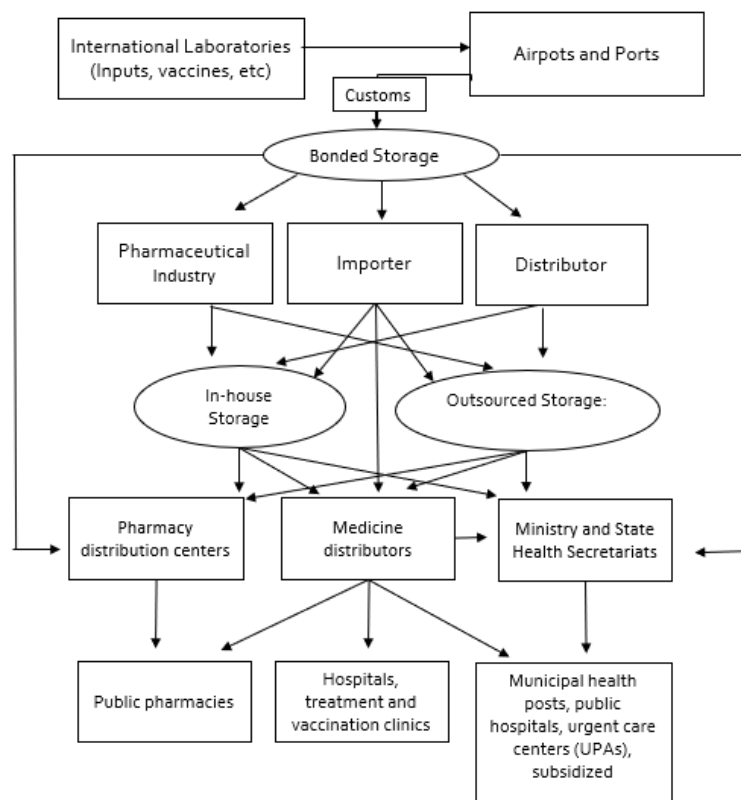 International Laboratories
(Inputs, vaccines, etc)
Airpots and Ports
Customs
Bonded Storage
Pharmaceutical
Industry
Importer
Distributor
In-house
Storage
Outsourced Storage:
Pharmacy
distribution centers
Medicine
distributors
Ministry and State
Health Secretariats
Public pharmacies
Hospitals,
treatment and
vaccination clinics
Municipal health
posts, public
hospitals, urgent care
centers (UPAs),
subsidized